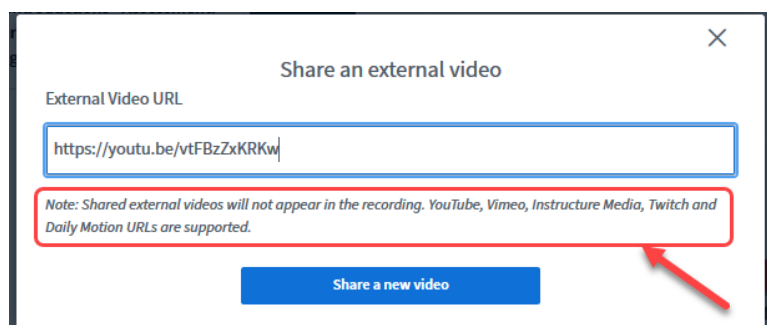 Share an external video
External Video URL
https://youtu.be/vtFBzZxKRKw
Note: Shared external videos will not appear in the recording. YouTube, Vimeo, Instructure Media, Twitch and
Daily Motion URLs are supported.
Share a new video